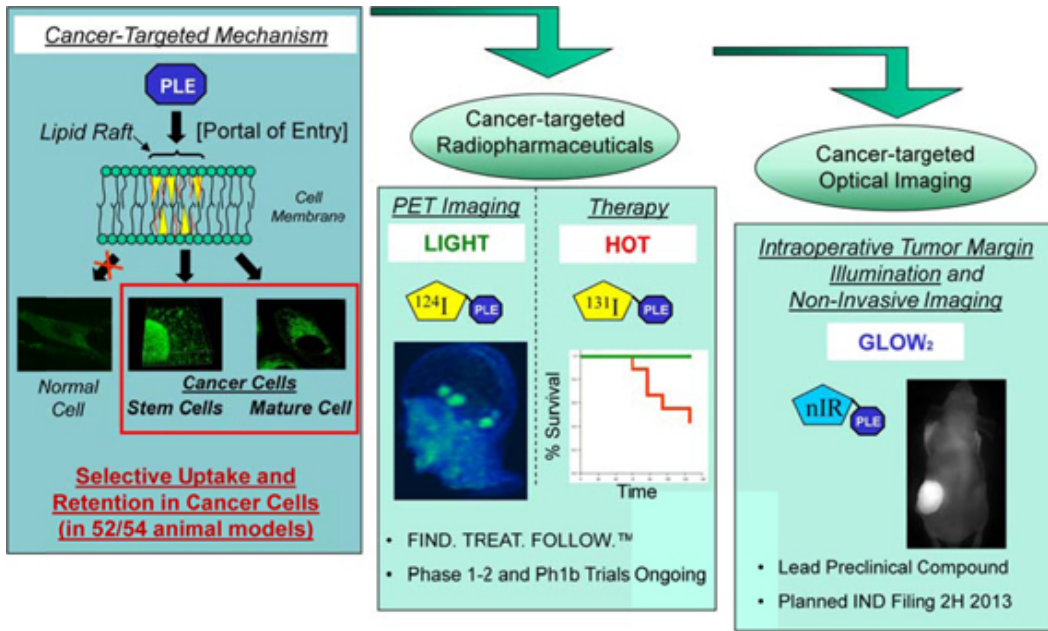 Cancer-Targeted Mechanism
PLE
Lipid Raft
[Portal of Entry]
Cell
Membrane
Normal
Cell
Cancer Cells
Stem Cells
Mature Cell
Selective Uptake and
Retention in Cancer Cells
(in 52/54 animal models)
Cancer-targeted
Radiopharmaceuticals
PET Imaging
LIGHT
124I
PLE
Therapy
HOT
131I
PLE
% Survival
Time
• FIND. TREAT. FOLLOW.™
• Phase 1-2 and Ph1b Trials Ongoing
Cancer-targeted
Optical Imaging
Intraoperative Tumor Margin
Illumination and
Non-Invasive Imaging
GLOW₂
nIR
PLE
• Lead Preclinical Compound
• Planned IND Filing 2H 2013